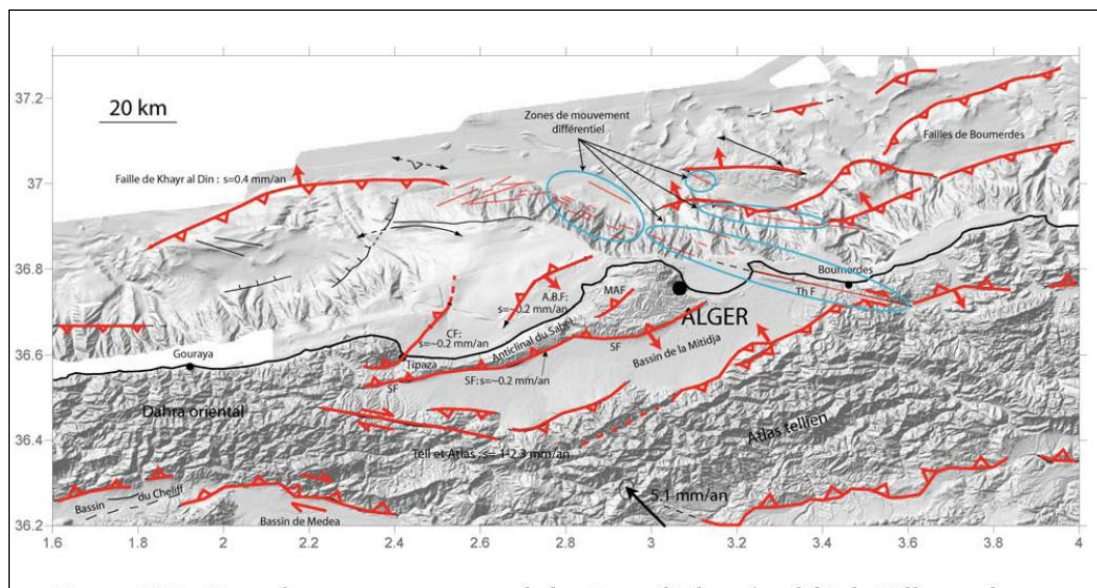 37.2
37
36.8
36.6
36.4
36.2
20 km
Zones de mouvement
différentiel
Failles de Boumerdes
Faille de Khayr al Din : s=0.4 mm/an
A.B.F:
s=~0.2 mm/an
MAF
Boumerdes
Th F
ALGER
CF:
s=~0.2 mm/an
Anticlinal du Sahel
SF
Bassin de la Mitidja
Gouraya
Tipaza
SF
SF: s=~0.2 mm/an
Dahra oriental
Atlas tellien
Tell et Atlas : s= 1-2.3 mm/an
5.1 mm/an
Bassin du Cheliff
Bassin de Medea
1.6 1.8 2 2.2 2.4 2.6 2.8 3 3.2 3.4 3.6 3.8 4